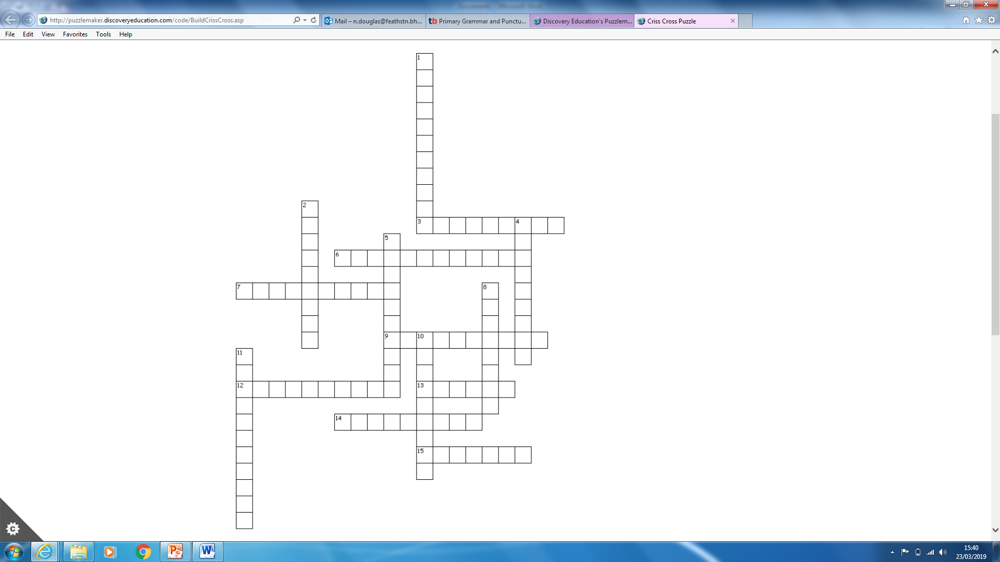 http://puzzlemaker.discoveryeducation.com/code/BuildCrissCross.asp
Mail – n.douglas@feathstn.bh...
Primary Grammar and Punctu...
Discovery Education's Puzzlem...
Criss Cross Puzzle
File Edit View Favorites Tools Help
1
2
3 4
5
6
7 8
9 10
11
12 13
14
15
15:40
23/03/2019